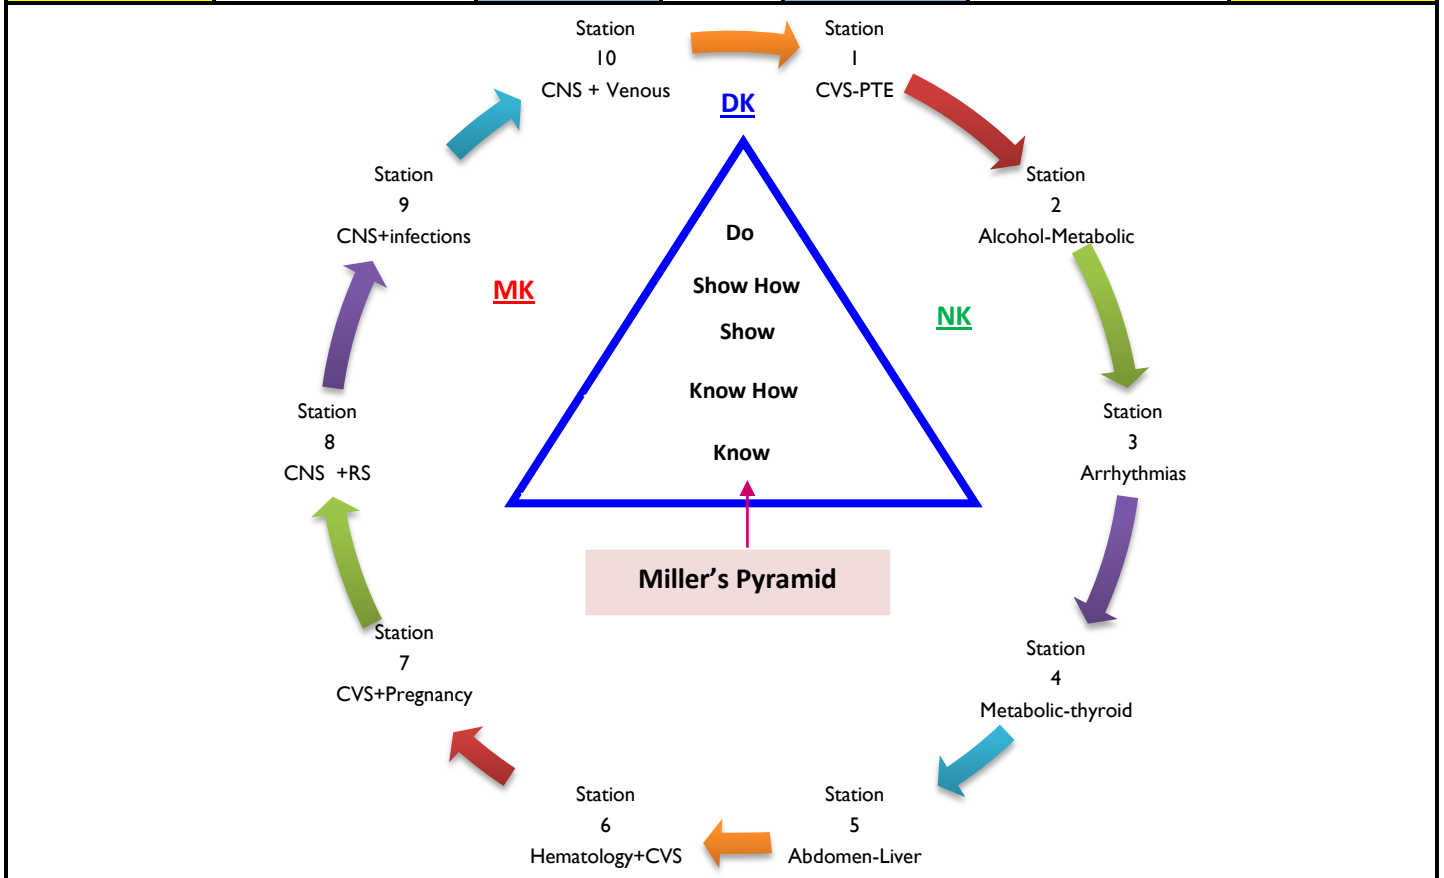 Station
10
CNS + Venous
Station
1
CVS-PTE
DK
Station
2
Alcohol-Metabolic
Station
9
CNS+infections
Do
Show How
Show
Know How
Know
MK
NK
Station
3
Arrhythmias
Station
8
CNS +RS
Miller's Pyramid
Station
4
Metabolic-thyroid
Station
7
CVS+Pregnancy
Station
5
Abdomen-Liver
Station
6
Hematology+CVS